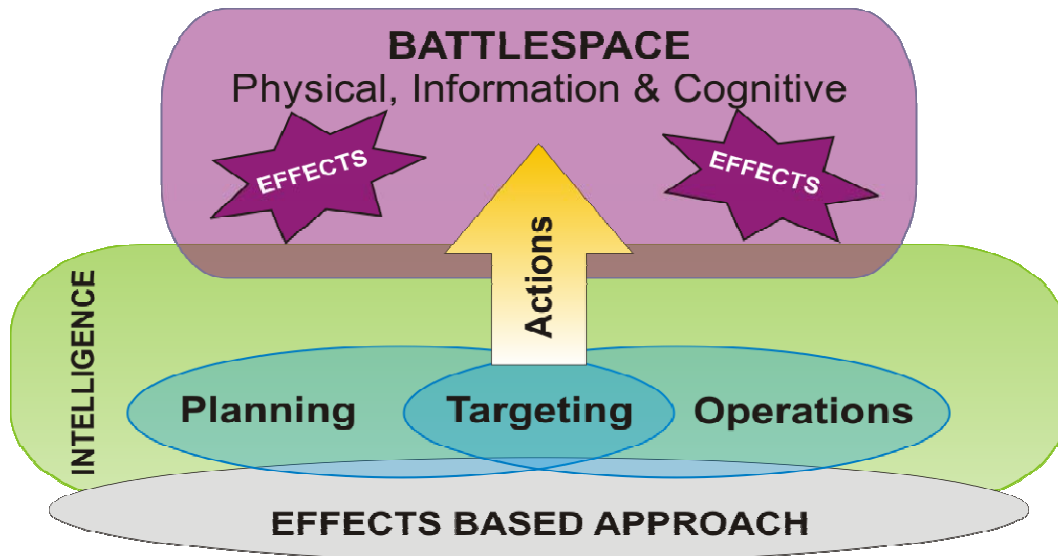 BATTLESPACE
Physical, Information & Cognitive
EFFECTS
EFFECTS
Actions
INTELLIGENCE
Planning
Targeting
Operations
EFFECTS BASED APPROACH